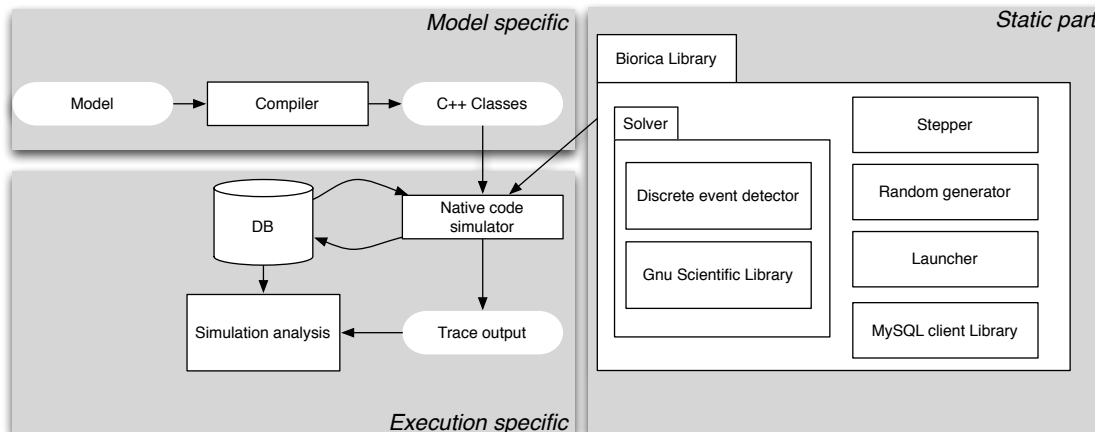 Model specific
Model
Compiler
C++ Classes
Static part
Biorica Library
Solver
Discrete event detector
Gnu Scientific Library
Stepper
Random generator
Launcher
MySQL client Library
DB
Native code
simulator
Simulation analysis
Trace output
Execution specific